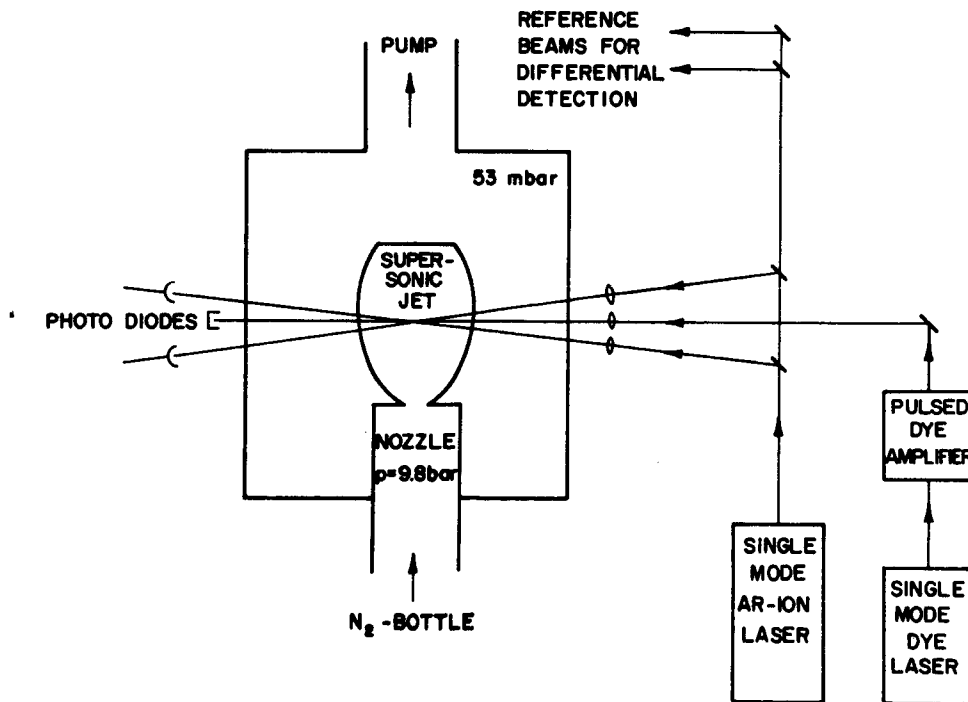 REFERENCE
BEAMS FOR
DIFFERENTIAL
DETECTION
PUMP
53 mbar
SUPER-
SONIC
JET
PHOTO DIODES
NOZZLE
p=9.8bar
N₂-BOTTLE
PULSED
DYE
AMPLIFIER
SINGLE
MODE
AR-ION
LASER
SINGLE
MODE
DYE
LASER